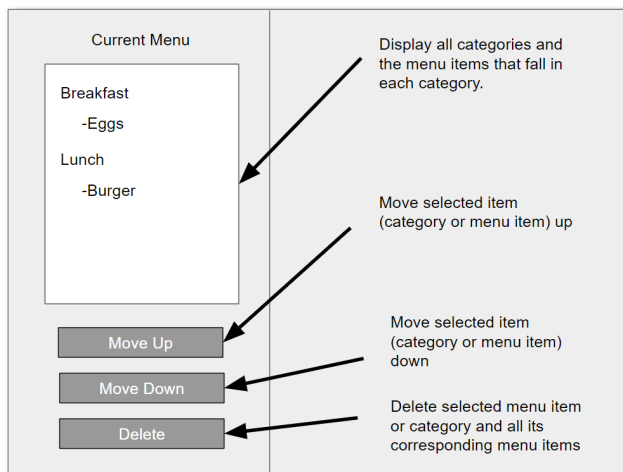 Current Menu
Breakfast
-Eggs
Lunch
-Burger
Move Up
Move Down
Delete
Display all categories and
the menu items that fall in
each category.
Move selected item
(category or menu item) up
Move selected item
(category or menu item)
down
Delete selected menu item
or category and all its
corresponding menu items